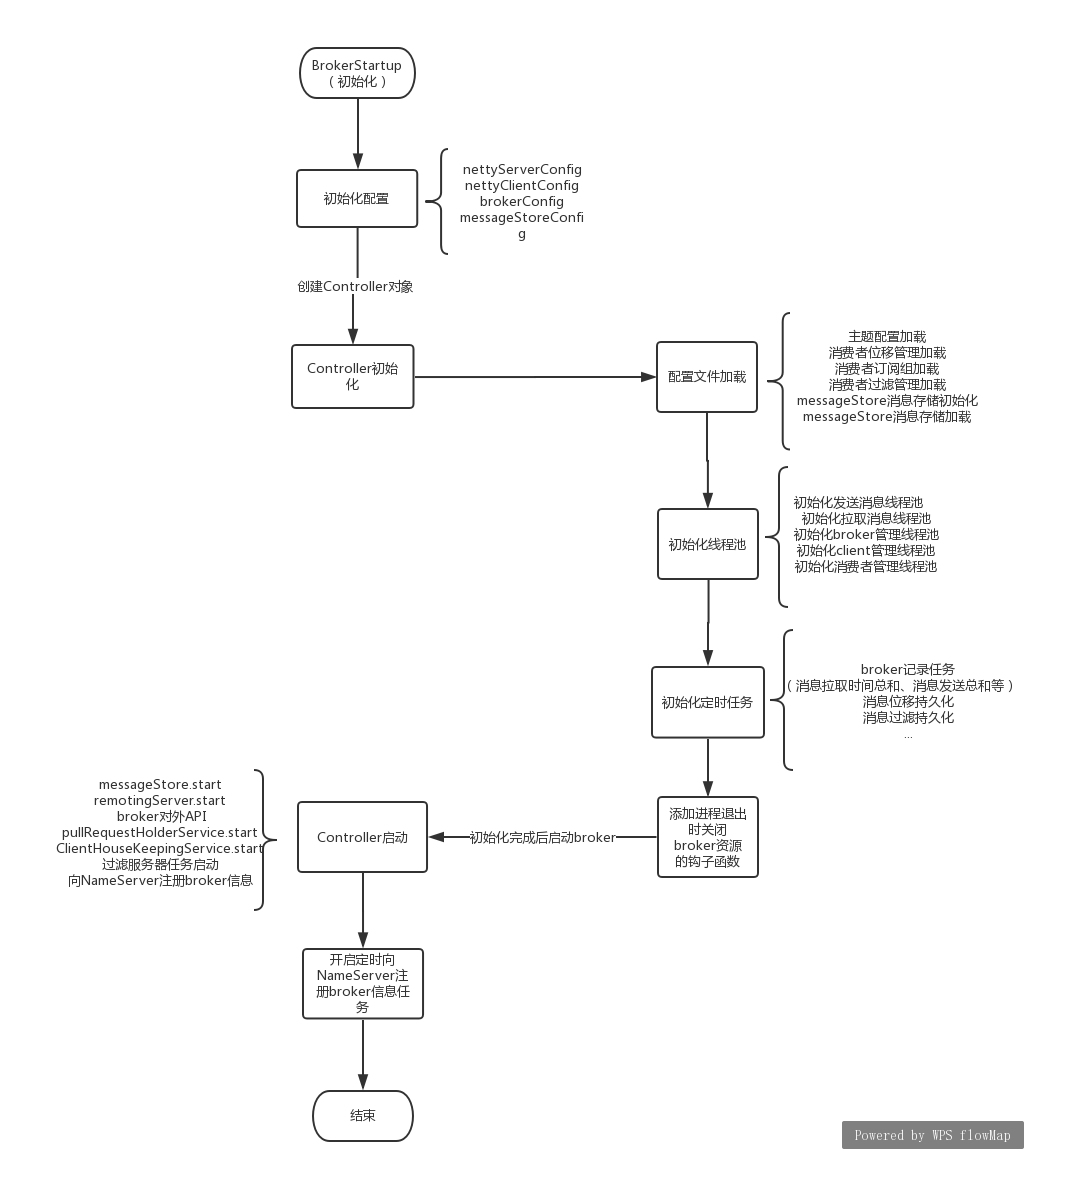 BrokerStartup
（初始化）
初始化配置
nettyServerConfig
nettyClientConfig
brokerConfig
messageStoreConfi
g
创建Controller对象
Controller初始
化
配置文件加载
主题配置加载
消费者位移管理加载
消费者订阅组加载
消费者过滤管理加载
messageStore消息存储初始化
messageStore消息存储加载
初始化线程池
初始化发送消息线程池
初始化拉取消息线程池
初始化broker管理线程池
初始化client管理线程池
初始化消费者管理线程池
初始化定时任务
broker记录任务
（消息拉取时间总和、消息发送总和等）
消息位移持久化
消息过滤持久化
...
添加进程退出
时关闭
broker资源
的钩子函数
初始化完成后启动broker
Controller启动
messageStore.start
remotingServer.start
broker对外API
pullRequestHolderService.start
ClientHouseKeepingService.start
过滤服务器任务启动
向NameServer注册broker信息
开启定时向
NameServer注
册broker信息任
务
结束
Powered by WPS flowMap